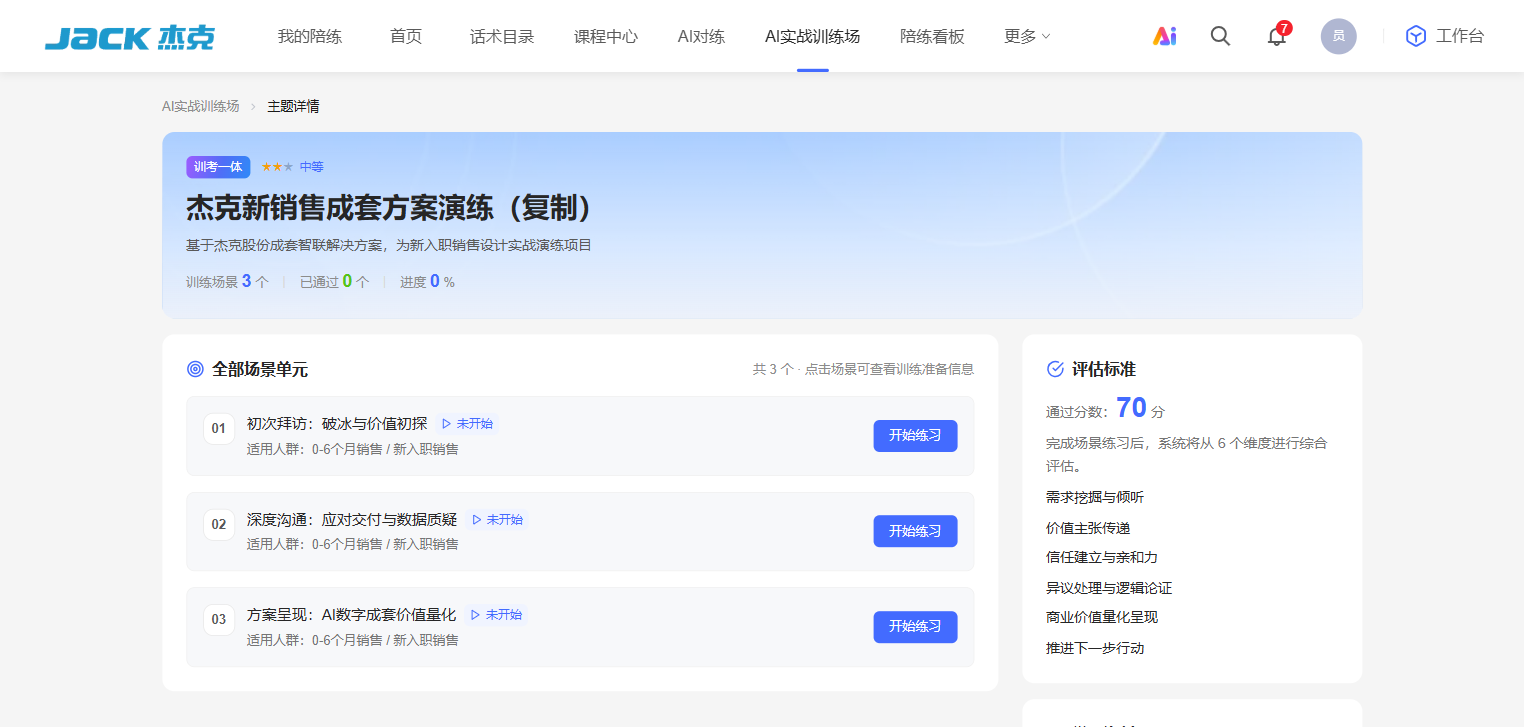 JACK 杰克
我的陪练
首页
话术目录
课程中心
AI对练
AI实战训练场
陪练看板
更多
Ai
7
员
工作台
AI实战训练场 › 主题详情
训考一体 ★★★ 中等
杰克新销售成套方案演练（复制）
基于杰克股份成套智联解决方案，为新入职销售设计实战演练项目
训练场景 3 个 | 已通过 0 个 | 进度 0 %
全部场景单元
共 3 个 · 点击场景可查看训练准备信息
01
初次拜访：破冰与价值初探 未开始
适用人群：0-6个月销售 / 新入职销售
开始练习
02
深度沟通：应对交付与数据质疑 未开始
适用人群：0-6个月销售 / 新入职销售
开始练习
03
方案呈现：AI数字成套价值量化 未开始
适用人群：0-6个月销售 / 新入职销售
开始练习
评估标准
通过分数：70 分
完成场景练习后，系统将从 6 个维度进行综合
评估。
需求挖掘与倾听
价值主张传递
信任建立与亲和力
异议处理与逻辑论证
商业价值量化呈现
推进下一步行动